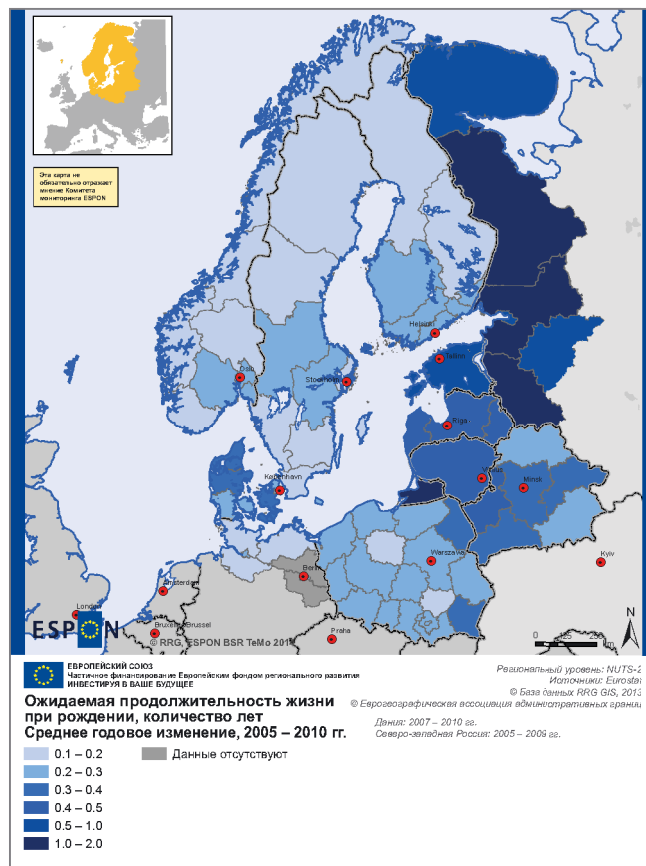 Эта карта не
обязательно отражает
мнение Комитета
мониторинга ESPON
Helsinki
Tallinn
Oslo
Stockholm
Riga
København
Vilnius
Minsk
Warszawa
Berlin
Amsterdam
Kyiv
London
Bruxelles/Brussel
Praha
ESPON
© RRG, ESPON BSR TeMo
N
0 125 250
km
ЕВРОПЕЙСКИЙ СОЮЗ
Частичное финансирование Европейским фондом регионального развития
ИНВЕСТИРУЯ В ВАШЕ БУДУЩЕЕ
Региональный уровень: NUTS-2
Источники: Eurostat
© База данных RRG GIS, 2013
© Еврогеографическая ассоциация административных границ
Дания: 2007 – 2010 гг.
Северо-западная Россия: 2005 – 2009 гг.
Ожидаемая продолжительность жизни
при рождении, количество лет
Среднее годовое изменение, 2005 – 2010 гг.
0.1 – 0.2
Данные отсутствуют
0.2 – 0.3
0.3 – 0.4
0.4 – 0.5
0.5 – 1.0
1.0 – 2.0